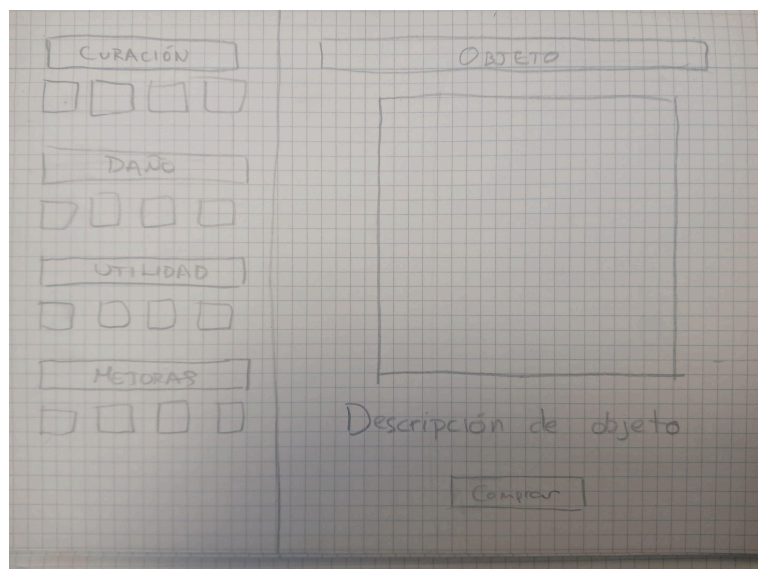 CURACIÓN
DAÑO
UTILIDAD
MEJORAS
OBJETO
Descripción de objeto
Comprar